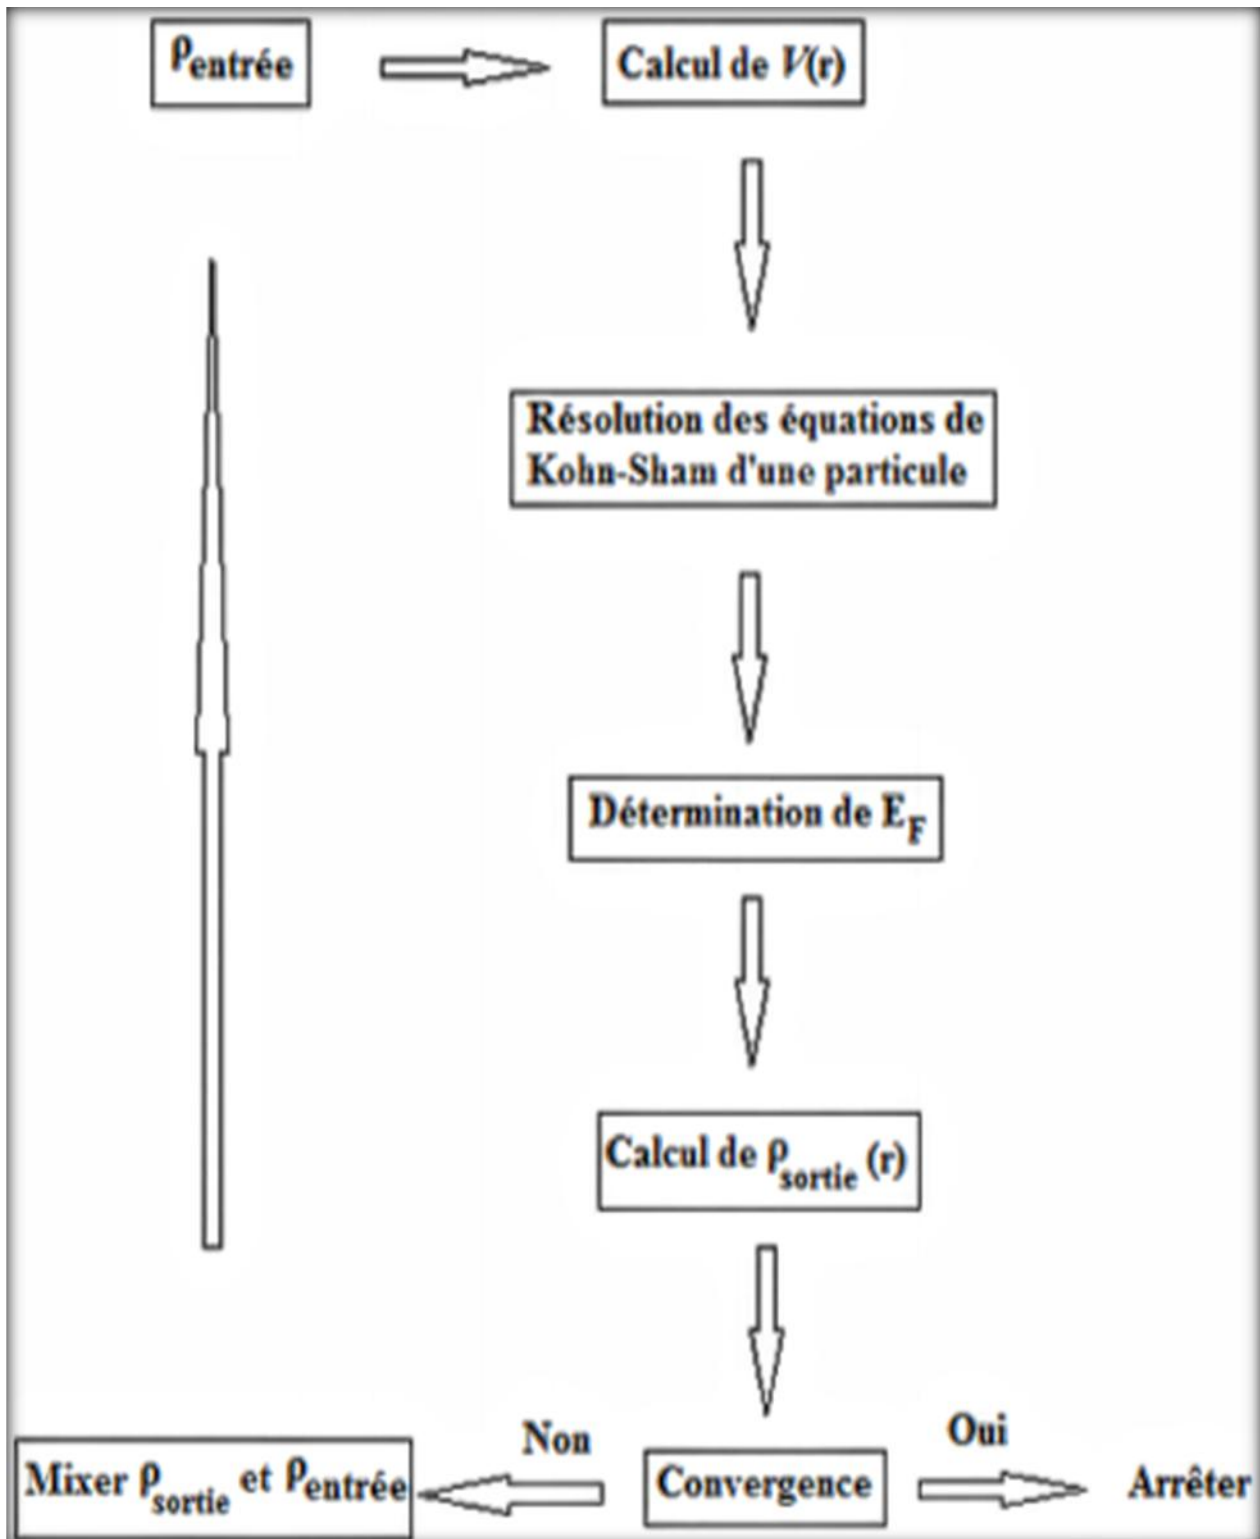 ρentrée
Calcul de V(r)
Résolution des équations de
Kohn-Sham d'une particule
Détermination de EF
Calcul de ρsortie (r)
Non
Oui
Mixer ρsortie et ρentrée
Convergence
Arrêter